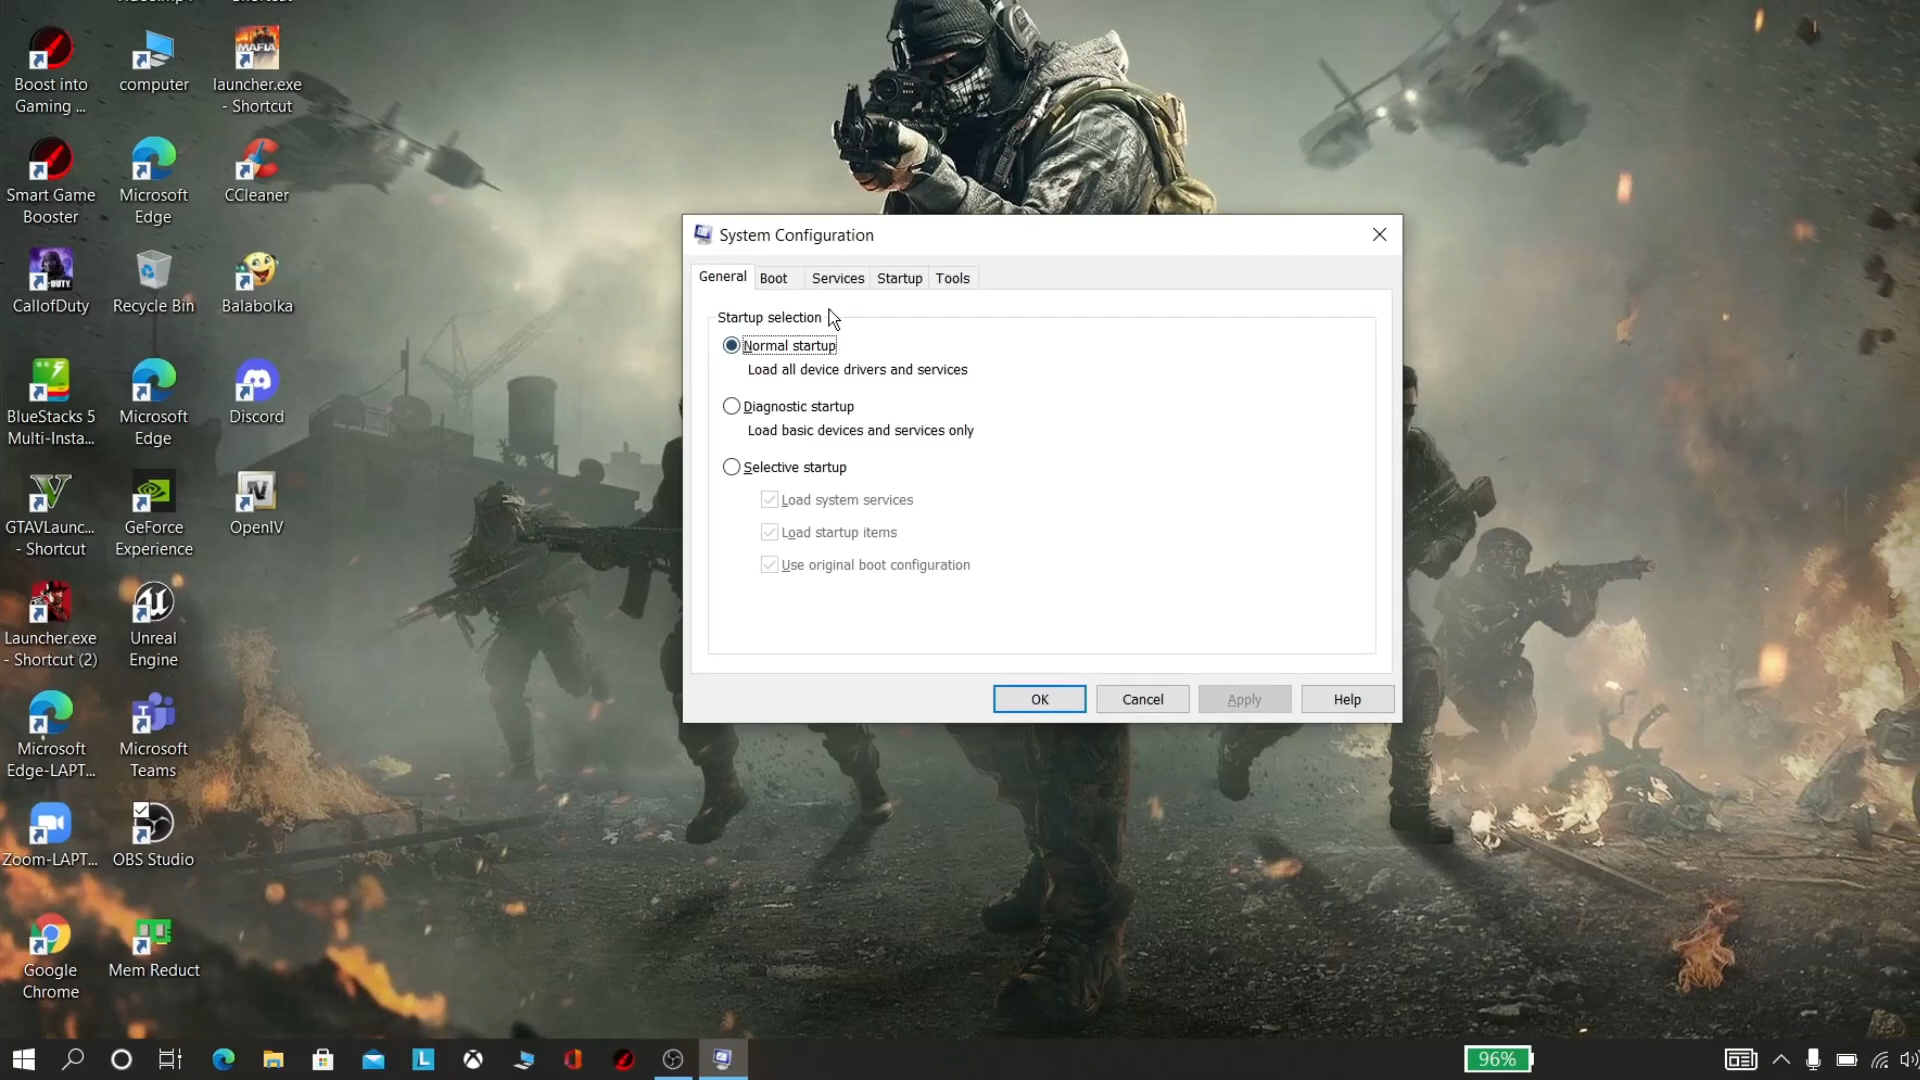 Shortcut
Boost into
Gaming ...
computer
MAFIA
launcher.exe
- Shortcut
Smart Game
Booster
Microsoft
Edge
CCleaner
CallofDuty
Recycle Bin
Balabolka
BlueStacks 5
Multi-Insta...
Microsoft
Edge
Discord
GTAVLaunc...
- Shortcut
GeForce
Experience
OpenIV
Launcher.exe
- Shortcut (2)
Unreal
Engine
Microsoft
Edge-LAPT...
Microsoft
Teams
Zoom-LAPT...
OBS Studio
Google
Chrome
Mem Reduct
System Configuration
General
Boot
Services
Startup
Tools
Startup selection
Normal startup
Load all device drivers and services
Diagnostic startup
Load basic devices and services only
Selective startup
Load system services
Load startup items
Use original boot configuration
OK
Cancel
Apply
Help
96%